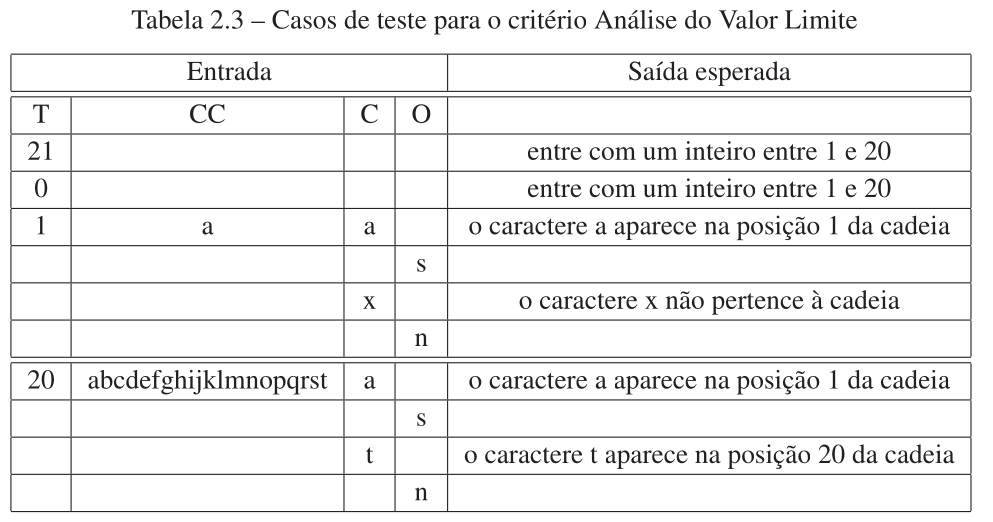 Tabela 2.3 – Casos de teste para o critério Análise do Valor Limite
Entrada Saída esperada
T CC C O
21 entre com um inteiro entre 1 e 20
0 entre com um inteiro entre 1 e 20
1 a a o caractere a aparece na posição 1 da cadeia
s
x o caractere x não pertence à cadeia
n
20 abcdefghijklmnopqrst a o caractere a aparece na posição 1 da cadeia
s
t o caractere t aparece na posição 20 da cadeia
n